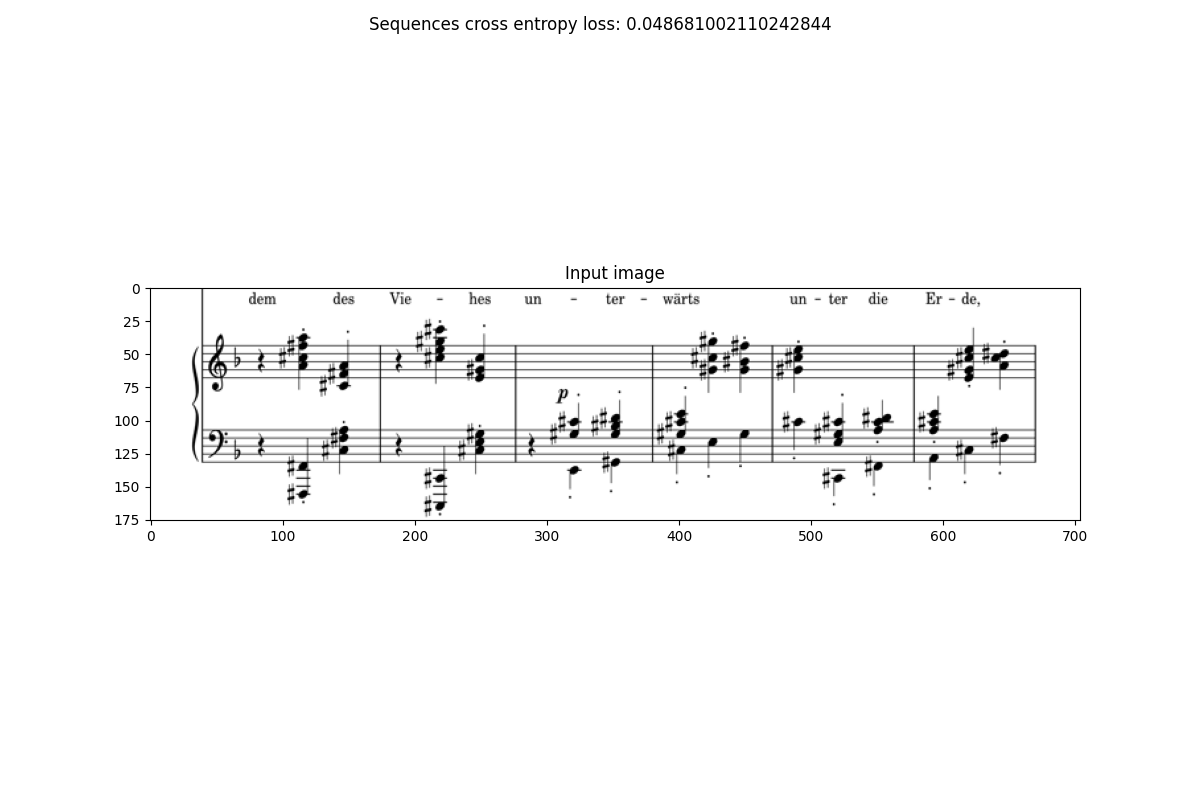 Sequences cross entropy loss: 0.048681002110242844
Input image
dem des Vie - hes un - ter - wärts un - ter die Er - de,
p
0
25
50
75
100
125
150
175
0 100 200 300 400 500 600 700